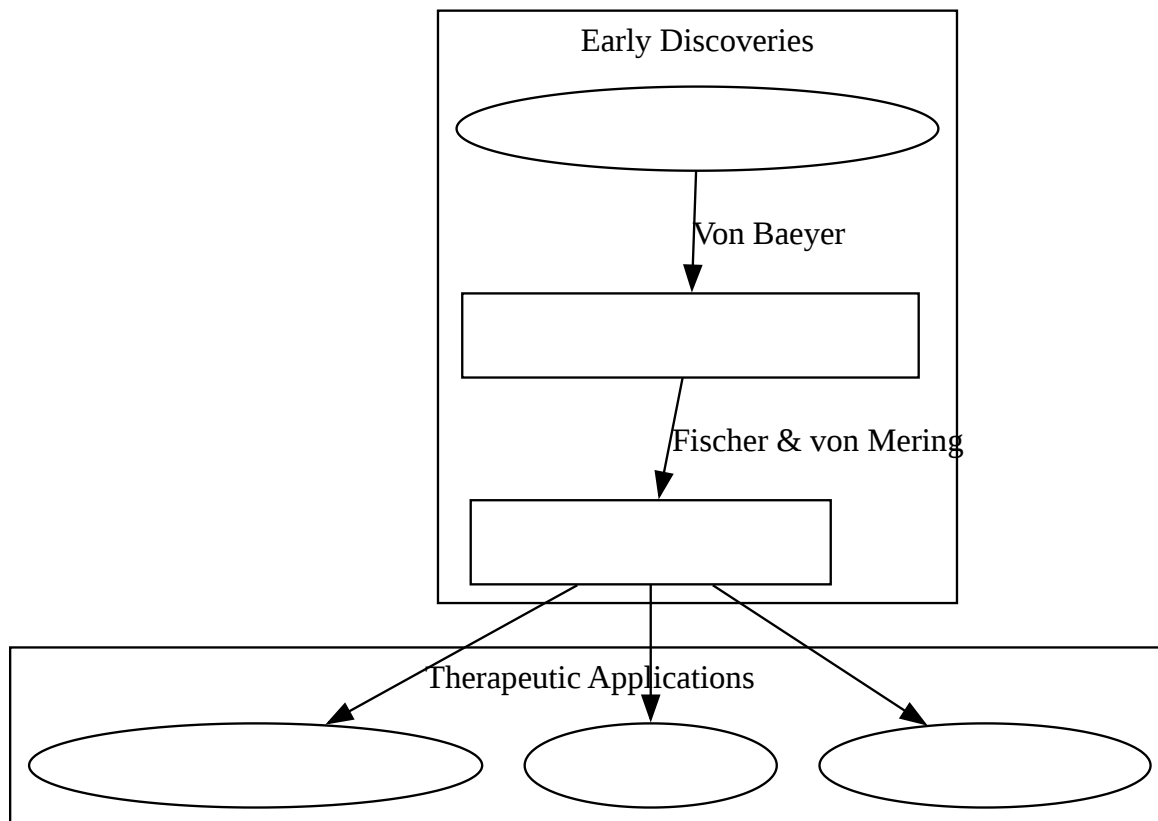 Early Discoveries
Von Baeyer
Fischer & von Mering
Therapeutic Applications